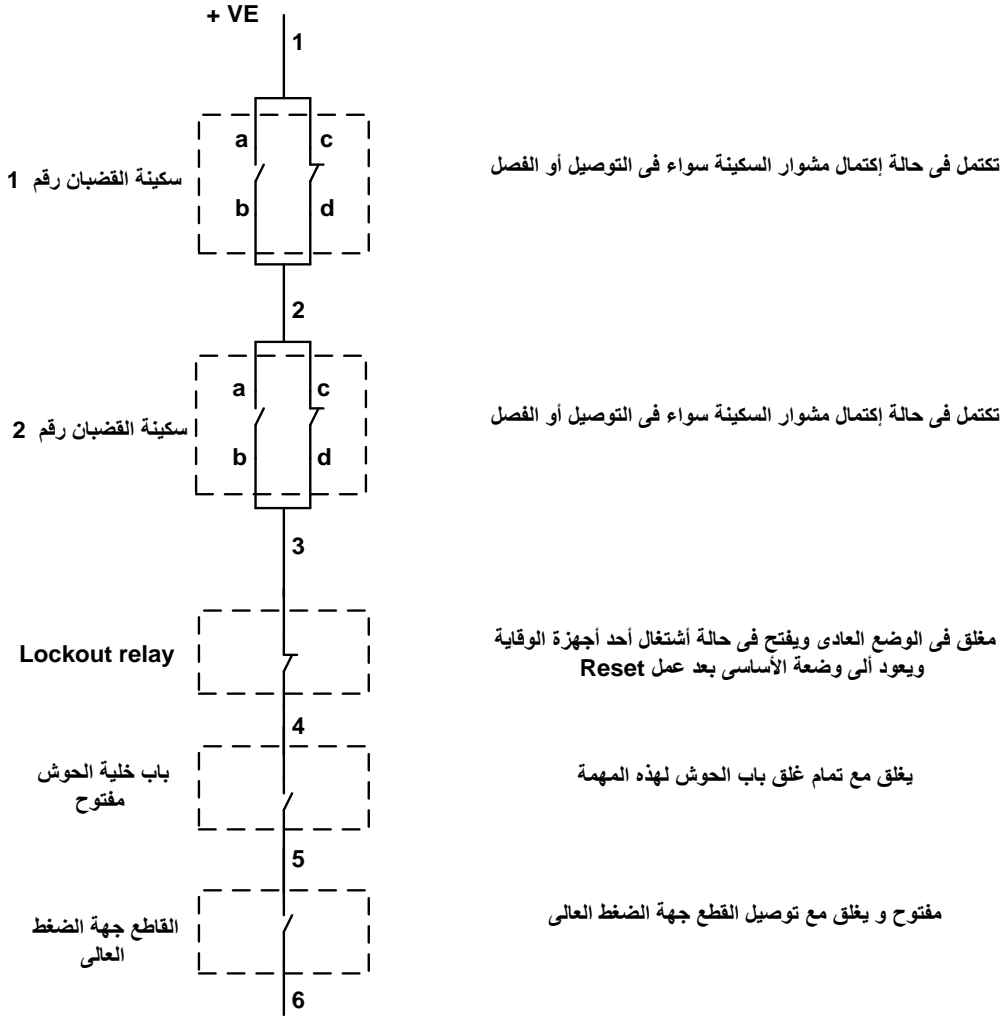 + VE
1
a
c
سكينة القضبان رقم 1
تكتمل فى حالة إكتمال مشوار السكينة سواء فى التوصيل أو الفصل
b
d
2
a
c
سكينة القضبان رقم 2
تكتمل فى حالة إكتمال مشوار السكينة سواء فى التوصيل أو الفصل
b
d
3
Lockout relay
مغلق فى الوضع العادى ويفتح فى حالة أشتغال أحد أجهزة الوقاية
ويعود ألى وضعة الأساسى بعد عمل Reset
4
باب خلية الحوش
مفتوح
يغلق مع تمام غلق باب الحوش لهذه المهمة
5
القاطع جهة الضغط
العالى
مفتوح و يغلق مع توصيل القطع جهة الضغط العالى
6